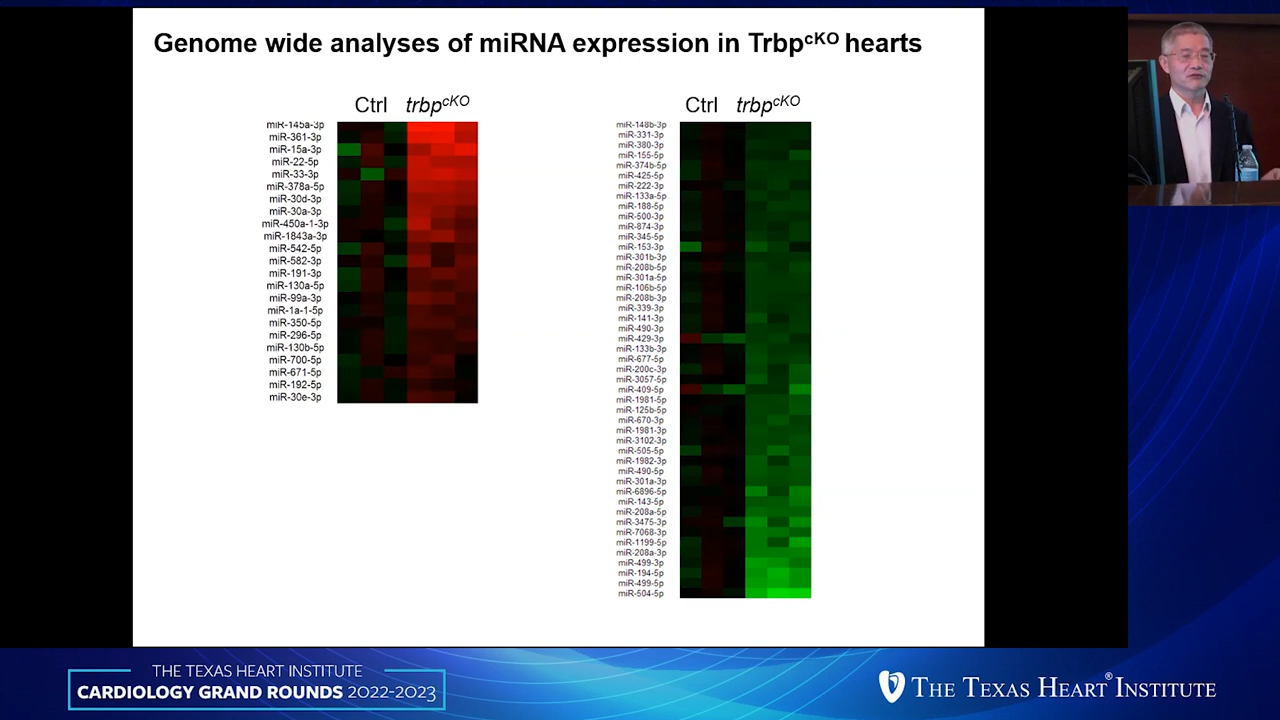 Genome wide analyses of miRNA expression in TrbpcKO hearts
Ctrl trbpcKO
miR-145a-3p
miR-361-3p
miR-15a-3p
miR-22-5p
miR-33-3p
miR-378a-5p
miR-30d-3p
miR-30a-3p
miR-450a-1-3p
miR-1843a-3p
miR-542-5p
miR-582-3p
miR-191-3p
miR-130a-5p
miR-99a-3p
miR-1a-1-5p
miR-350-5p
miR-296-5p
miR-130b-5p
miR-700-5p
miR-671-5p
miR-192-5p
miR-30e-3p
Ctrl trbpcKO
miR-148b-3p
miR-331-3p
miR-380-3p
miR-155-5p
miR-374b-5p
miR-425-5p
miR-222-3p
miR-133a-5p
miR-188-5p
miR-500-3p
miR-874-3p
miR-345-5p
miR-153-3p
miR-301b-3p
miR-208b-5p
miR-301a-5p
miR-106b-5p
miR-208b-3p
miR-339-3p
miR-141-3p
miR-490-3p
miR-429-3p
miR-133b-3p
miR-677-5p
miR-200c-3p
miR-3057-5p
miR-409-5p
miR-1981-5p
miR-125b-5p
miR-670-3p
miR-1981-3p
miR-3102-3p
miR-505-5p
miR-1982-3p
miR-490-5p
miR-301a-3p
miR-6896-5p
miR-143-5p
miR-208a-5p
miR-3475-3p
miR-7068-3p
miR-1199-5p
miR-208a-3p
miR-499-3p
miR-194-5p
miR-499-5p
miR-504-5p
THE TEXAS HEART INSTITUTE
CARDIOLOGY GRAND ROUNDS 2022-2023
THE TEXAS HEART® INSTITUTE